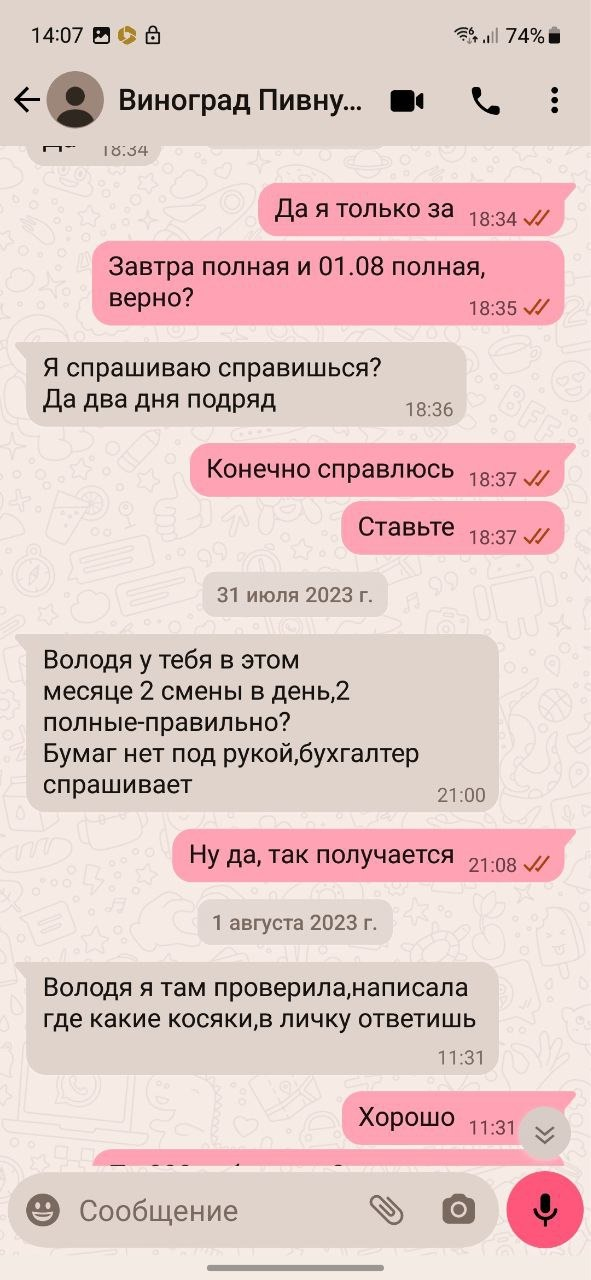 14:07
74%
Виноград Пивну...
18:34
Да я только за
18:34
Завтра полная и 01.08 полная,
верно?
18:35
Я спрашиваю справишься?
Да два дня подряд
18:36
Конечно справлюсь
18:37
Ставьте
18:37
31 июля 2023 г.
Володя у тебя в этом
месяце 2 смены в день,2
полные-правильно?
Бумаг нет под рукой,бухгалтер
спрашивает
21:00
Ну да, так получается
21:08
1 августа 2023 г.
Володя я там проверила,написала
где какие косяки,в личку ответишь
11:31
Хорошо
11:31
Сообщение